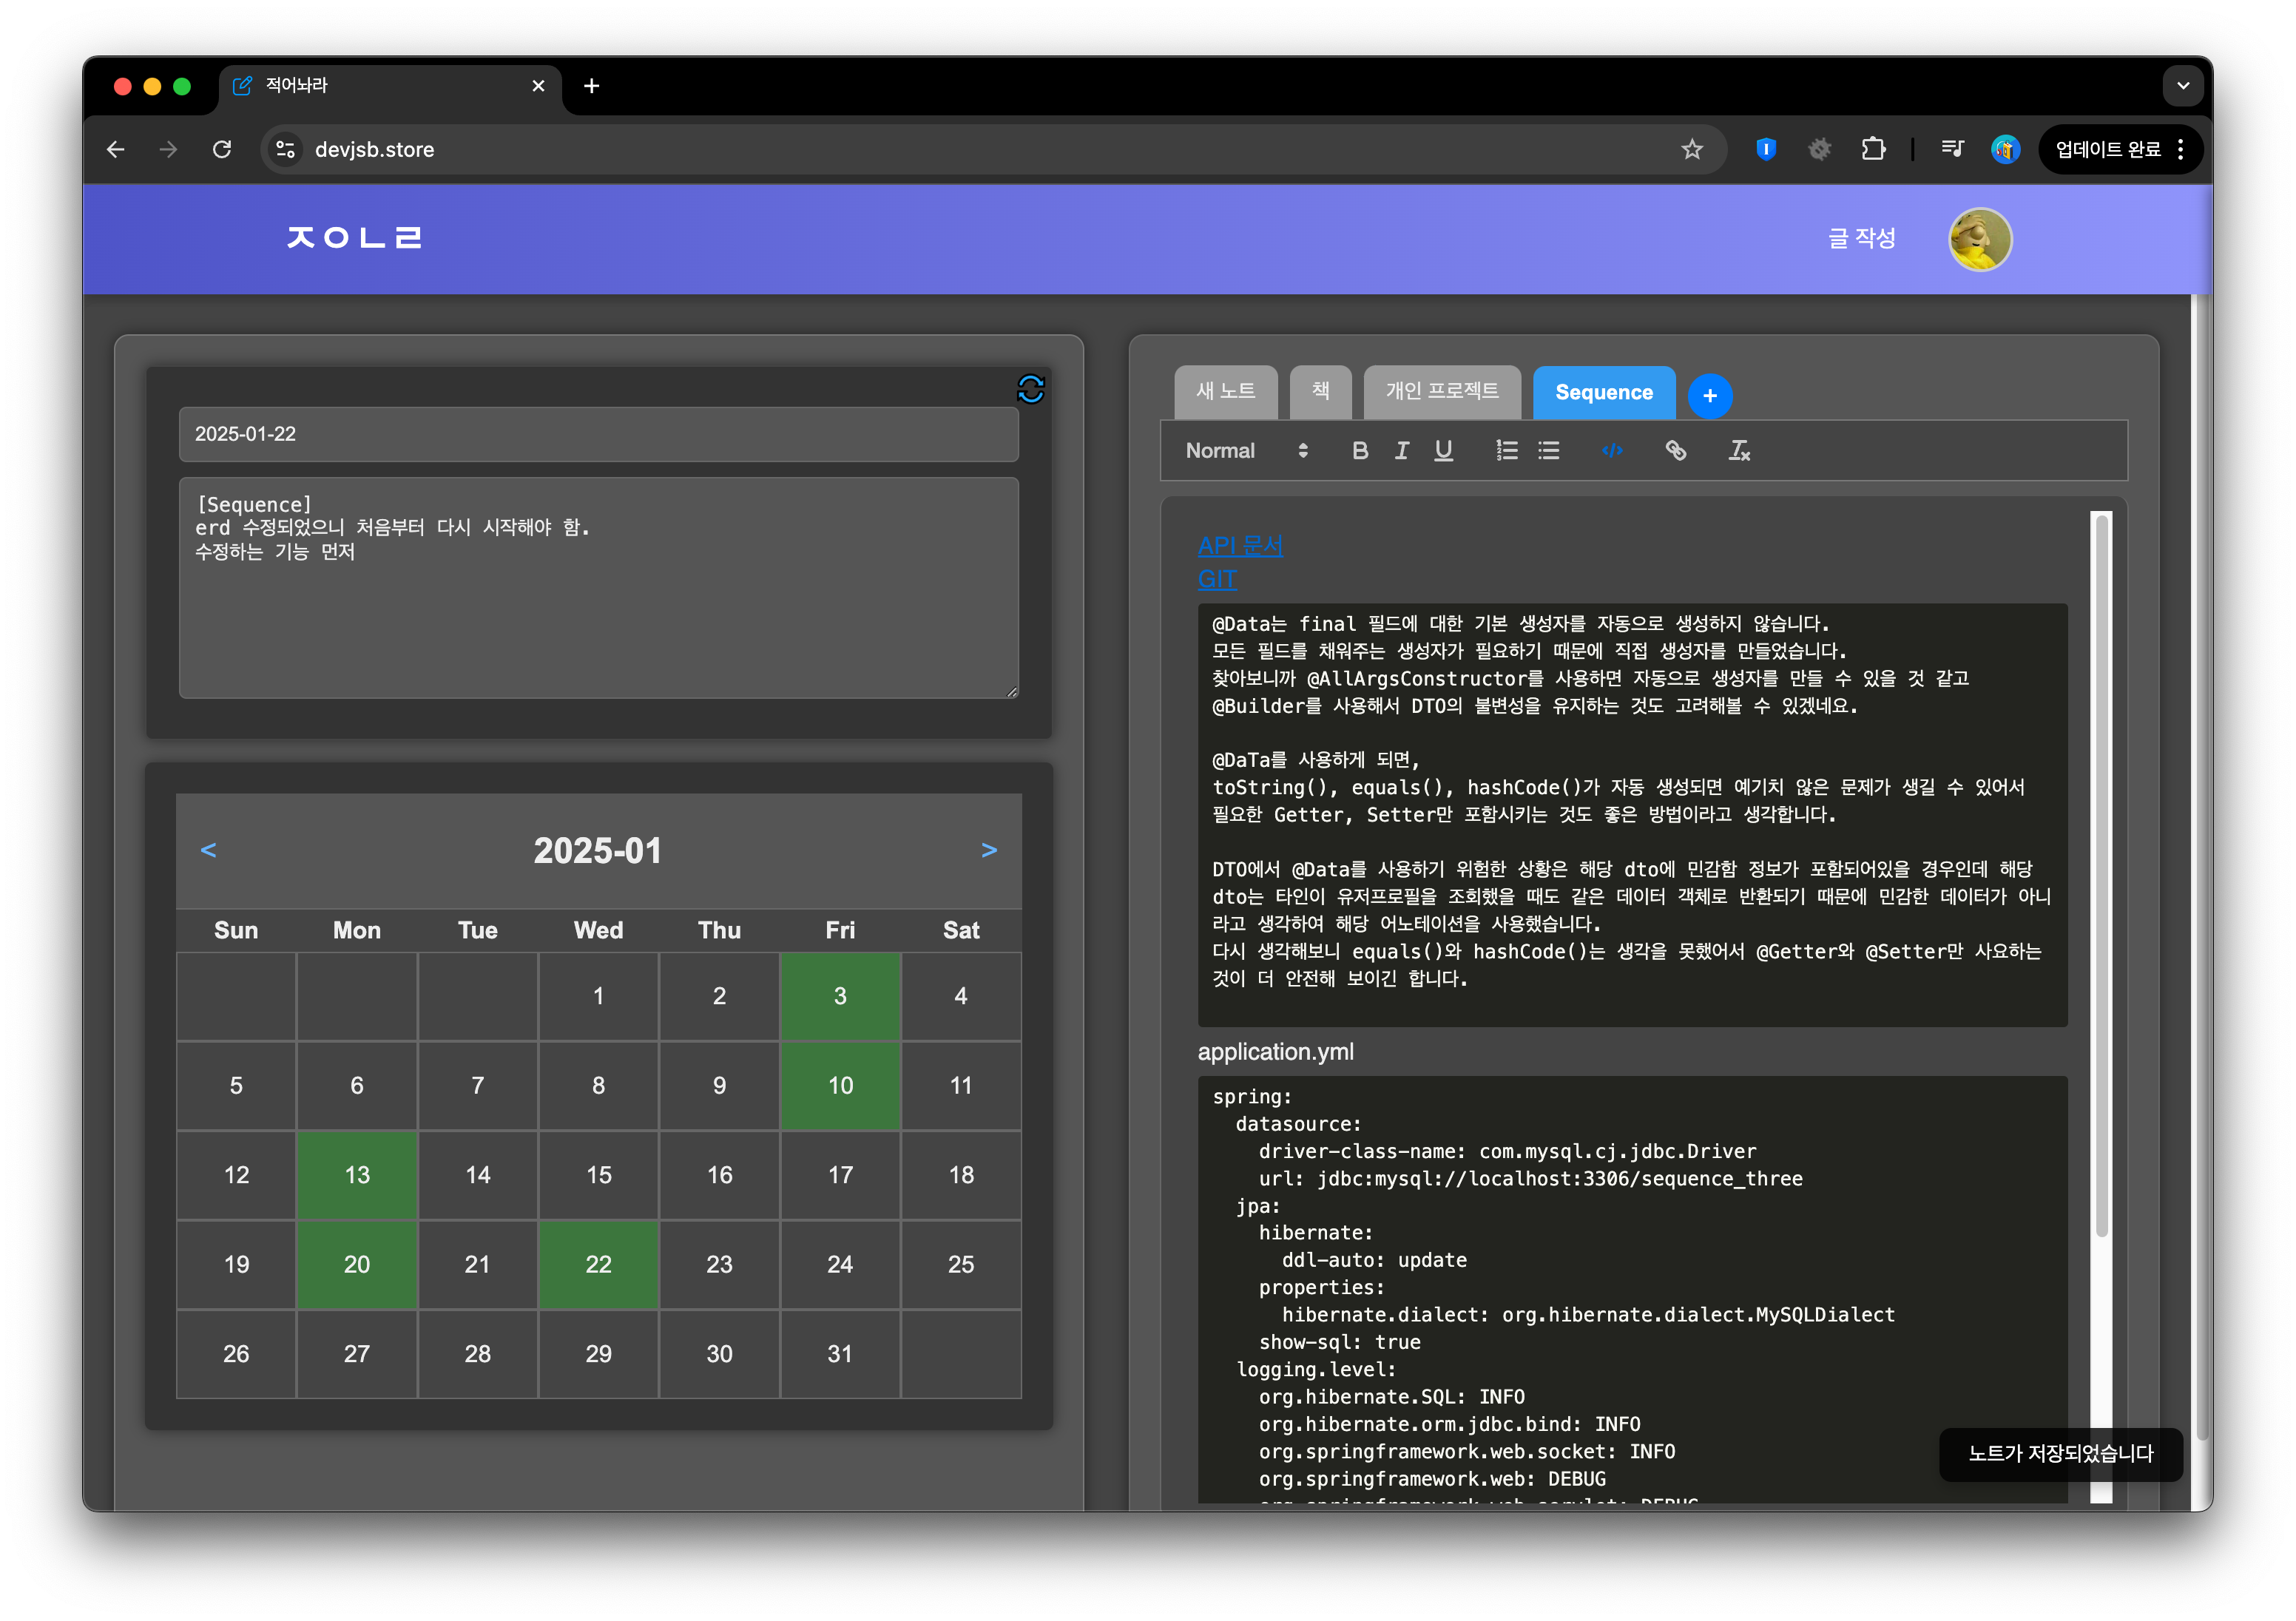 적어놔라
devjsb.store
업데이트 완료
ㅈㅇㄴㄹ
글 작성
2025-01-22
[Sequence]
erd 수정되었으니 처음부터 다시 시작해야 함.
수정하는 기능 먼저
< 2025-01 >
Sun Mon Tue Wed Thu Fri Sat
1 2 3 4
5 6 7 8 9 10 11
12 13 14 15 16 17 18
19 20 21 22 23 24 25
26 27 28 29 30 31
새 노트 책 개인 프로젝트 Sequence +
Normal B I U
API 문서
GIT
@Data는 final 필드에 대한 기본 생성자를 자동으로 생성하지 않습니다.
모든 필드를 채워주는 생성자가 필요하기 때문에 직접 생성자를 만들었습니다.
찾아보니까 @AllArgsConstructor를 사용하면 자동으로 생성자를 만들 수 있을 것 같고
@Builder를 사용해서 DTO의 불변성을 유지하는 것도 고려해볼 수 있겠네요.
@DaTa를 사용하게 되면,
toString(), equals(), hashCode()가 자동 생성되면 예기치 않은 문제가 생길 수 있어서
필요한 Getter, Setter만 포함시키는 것도 좋은 방법이라고 생각합니다.
DTO에서 @Data를 사용하기 위험한 상황은 해당 dto에 민감함 정보가 포함되어있을 경우인데 해당
dto는 타인이 유저프로필을 조회했을 때도 같은 데이터 객체로 반환되기 때문에 민감한 데이터가 아니
라고 생각하여 해당 어노테이션을 사용했습니다.
다시 생각해보니 equals()와 hashCode()는 생각을 못했어서 @Getter와 @Setter만 사요하는
것이 더 안전해 보이긴 합니다.
application.yml
spring:
  datasource:
    driver-class-name: com.mysql.cj.jdbc.Driver
    url: jdbc:mysql://localhost:3306/sequence_three
  jpa:
    hibernate:
      ddl-auto: update
    properties:
      hibernate.dialect: org.hibernate.dialect.MySQLDialect
    show-sql: true
  logging.level:
    org.hibernate.SQL: INFO
    org.hibernate.orm.jdbc.bind: INFO
    org.springframework.web.socket: INFO
    org.springframework.web: DEBUG
노트가 저장되었습니다